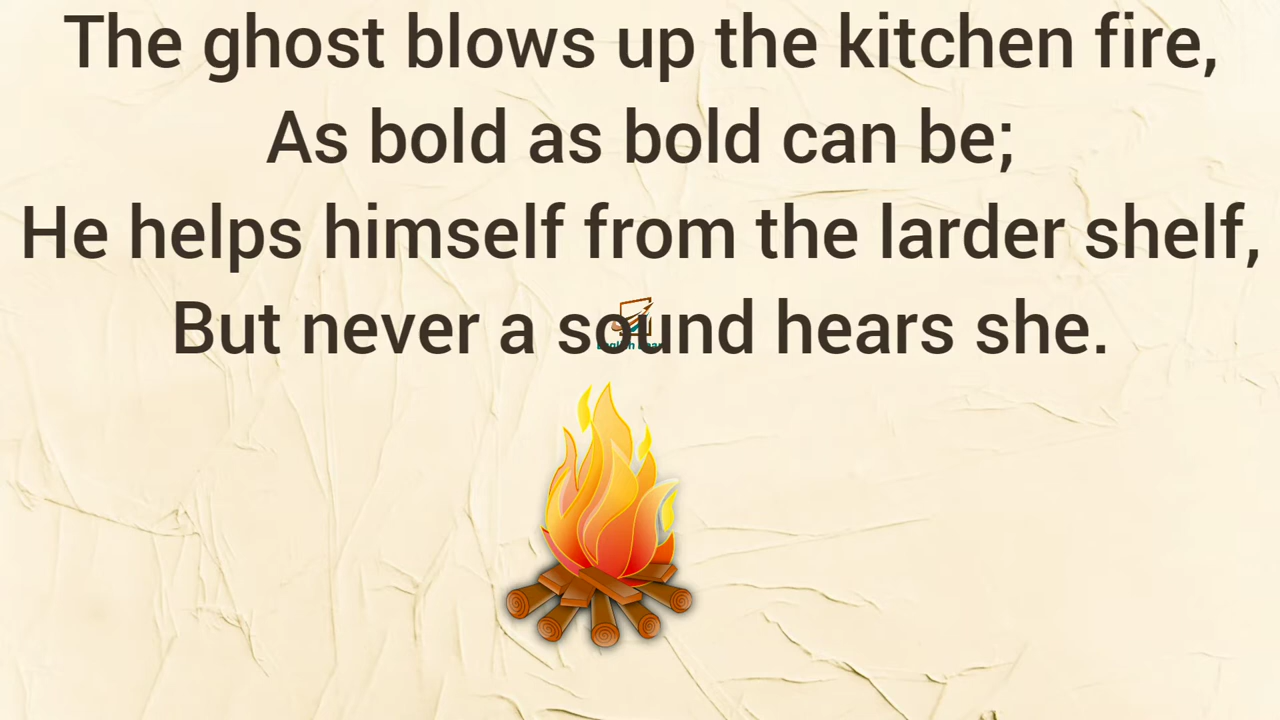 The ghost blows up the kitchen fire,
As bold as bold can be;
He helps himself from the larder shelf,
But never a sound hears she.